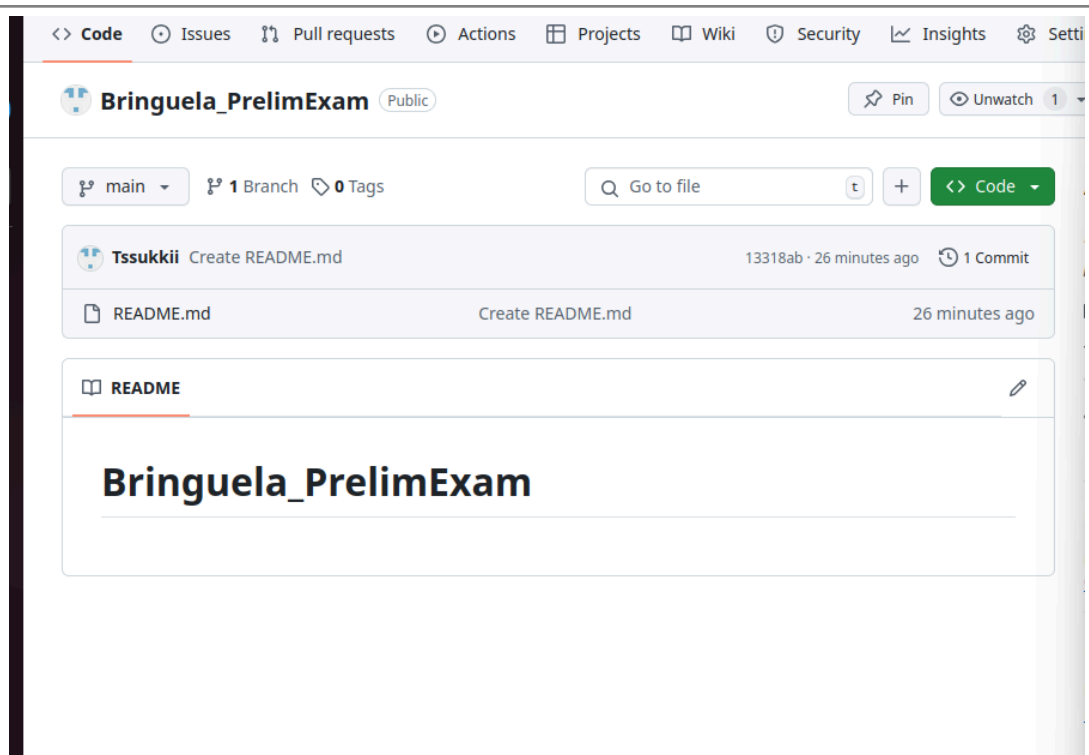 Code Issues Pull requests Actions Projects Wiki Security Insights Setti
Bringuela_PrelimExam Public Pin Unwatch 1
main 1 Branch 0 Tags Go to file t + Code
Tssukkii Create README.md 13318ab · 26 minutes ago 1 Commit
README.md Create README.md 26 minutes ago
README
Bringuela_PrelimExam